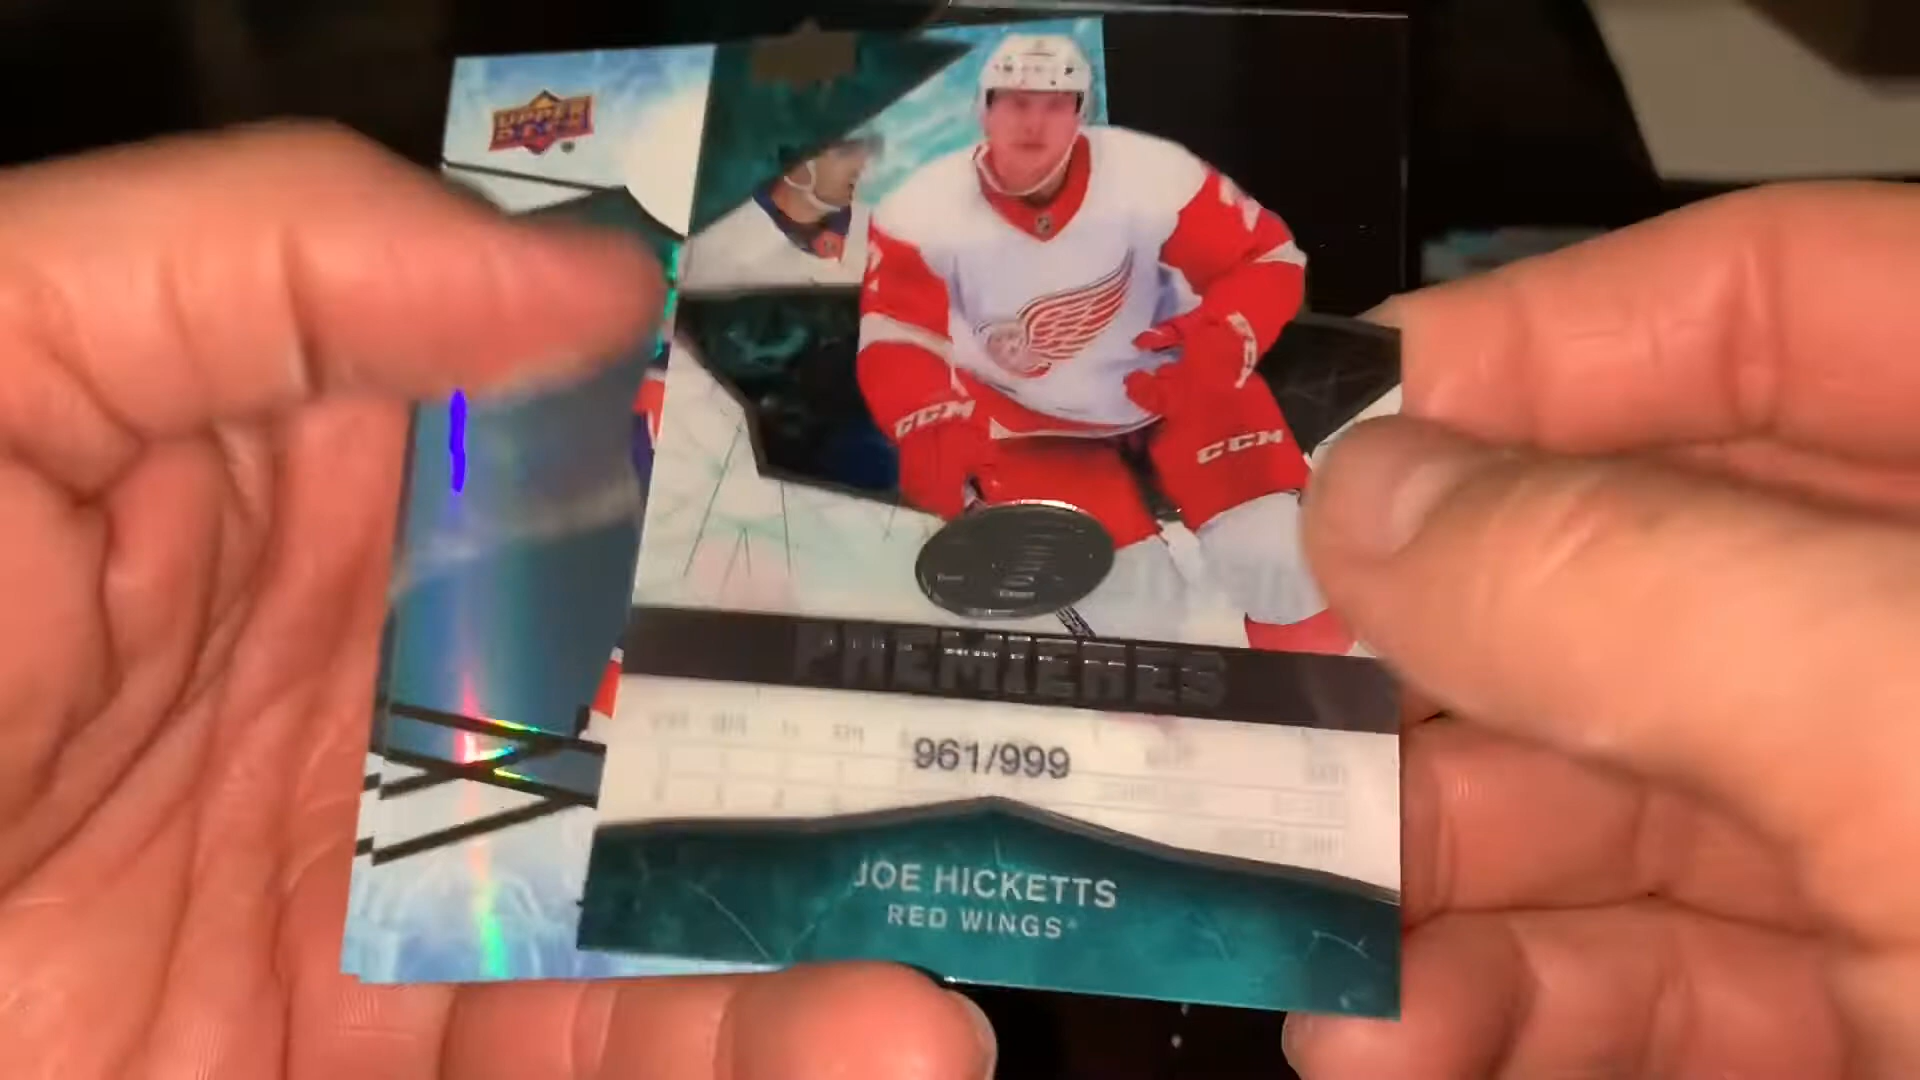 UPPER
DECK
CCM
CCM
PREMIERES
961/999
JOE HICKETTS
RED WINGS